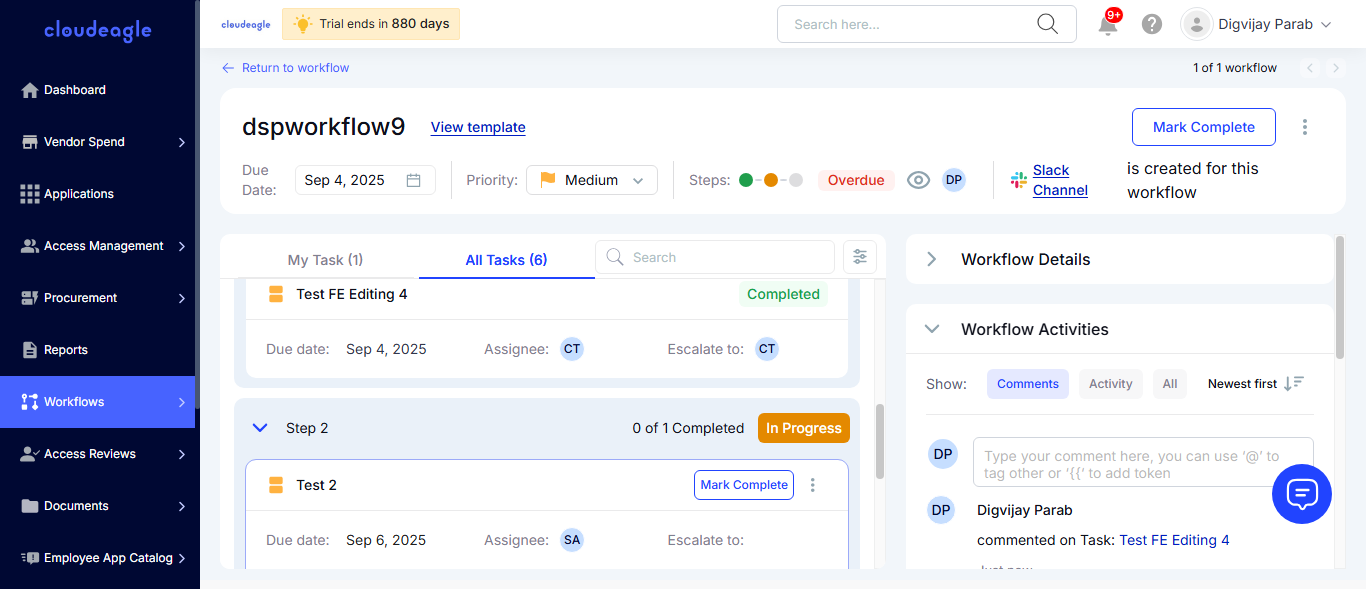 cloudeagle
Dashboard
Vendor Spend
Applications
Access Management
Procurement
Reports
Workflows
Access Reviews
Documents
Employee App Catalog
cloudeagle
Trial ends in 880 days
Search here...
9+
Digvijay Parab
Return to workflow
1 of 1 workflow
dspworkflow9
View template
Mark Complete
Due
Date:
Sep 4, 2025
Priority:
Medium
Steps:
Overdue
DP
Slack
Channel
is created for this
workflow
My Task (1)
All Tasks (6)
Search
Test FE Editing 4
Completed
Due date:
Sep 4, 2025
Assignee:
CT
Escalate to:
CT
Step 2
0 of 1 Completed
In Progress
Test 2
Mark Complete
Due date:
Sep 6, 2025
Assignee:
SA
Escalate to:
Workflow Details
Workflow Activities
Show:
Comments
Activity
All
Newest first
DP
Type your comment here, you can use ‘@’ to
tag other or ‘{{‘ to add token
DP
Digvijay Parab
commented on Task: Test FE Editing 4
Just now